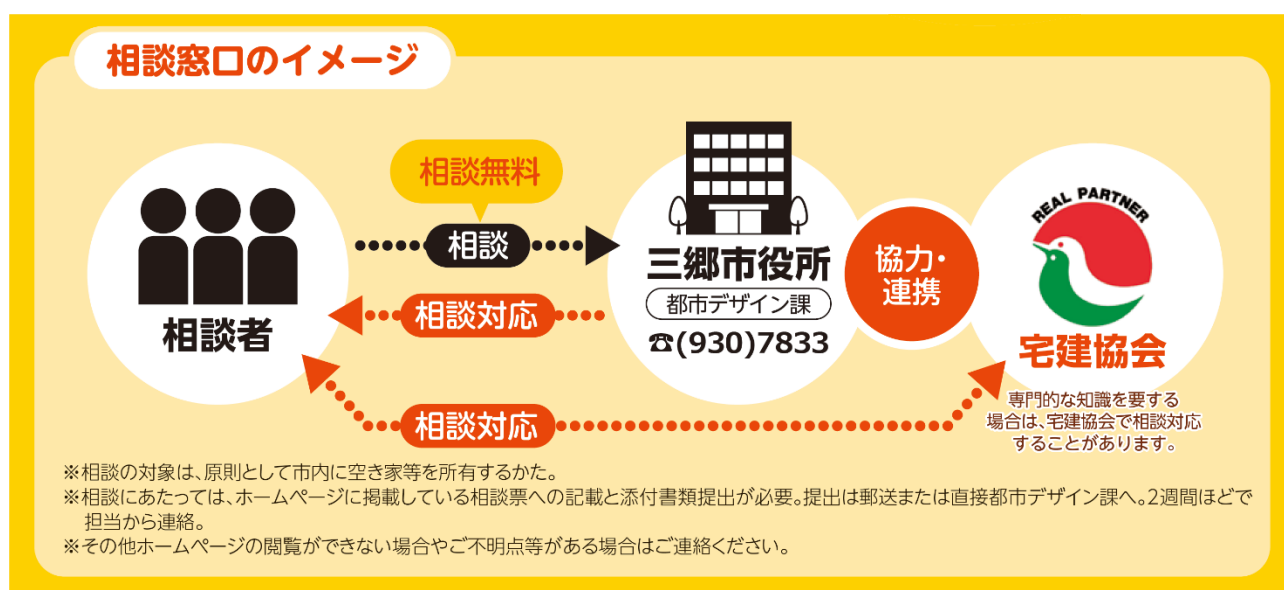 相談窓口のイメージ
相談無料
相談
相談対応
相談対応
相談者
三郷市役所
都市デザイン課
☎(930)7833
協力・
連携
REAL PARTNER
宅建協会
専門的な知識を要する
場合は、宅建協会で相談対応
することがあります。
※相談の対象は、原則として市内に空き家等を所有するかた。
※相談にあたっては、ホームページに掲載している相談票への記載と添付書類提出が必要。提出は郵送または直接都市デザイン課へ。2週間ほどで
担当から連絡。
※その他ホームページの閲覧ができない場合やご不明点等がある場合はご連絡ください。